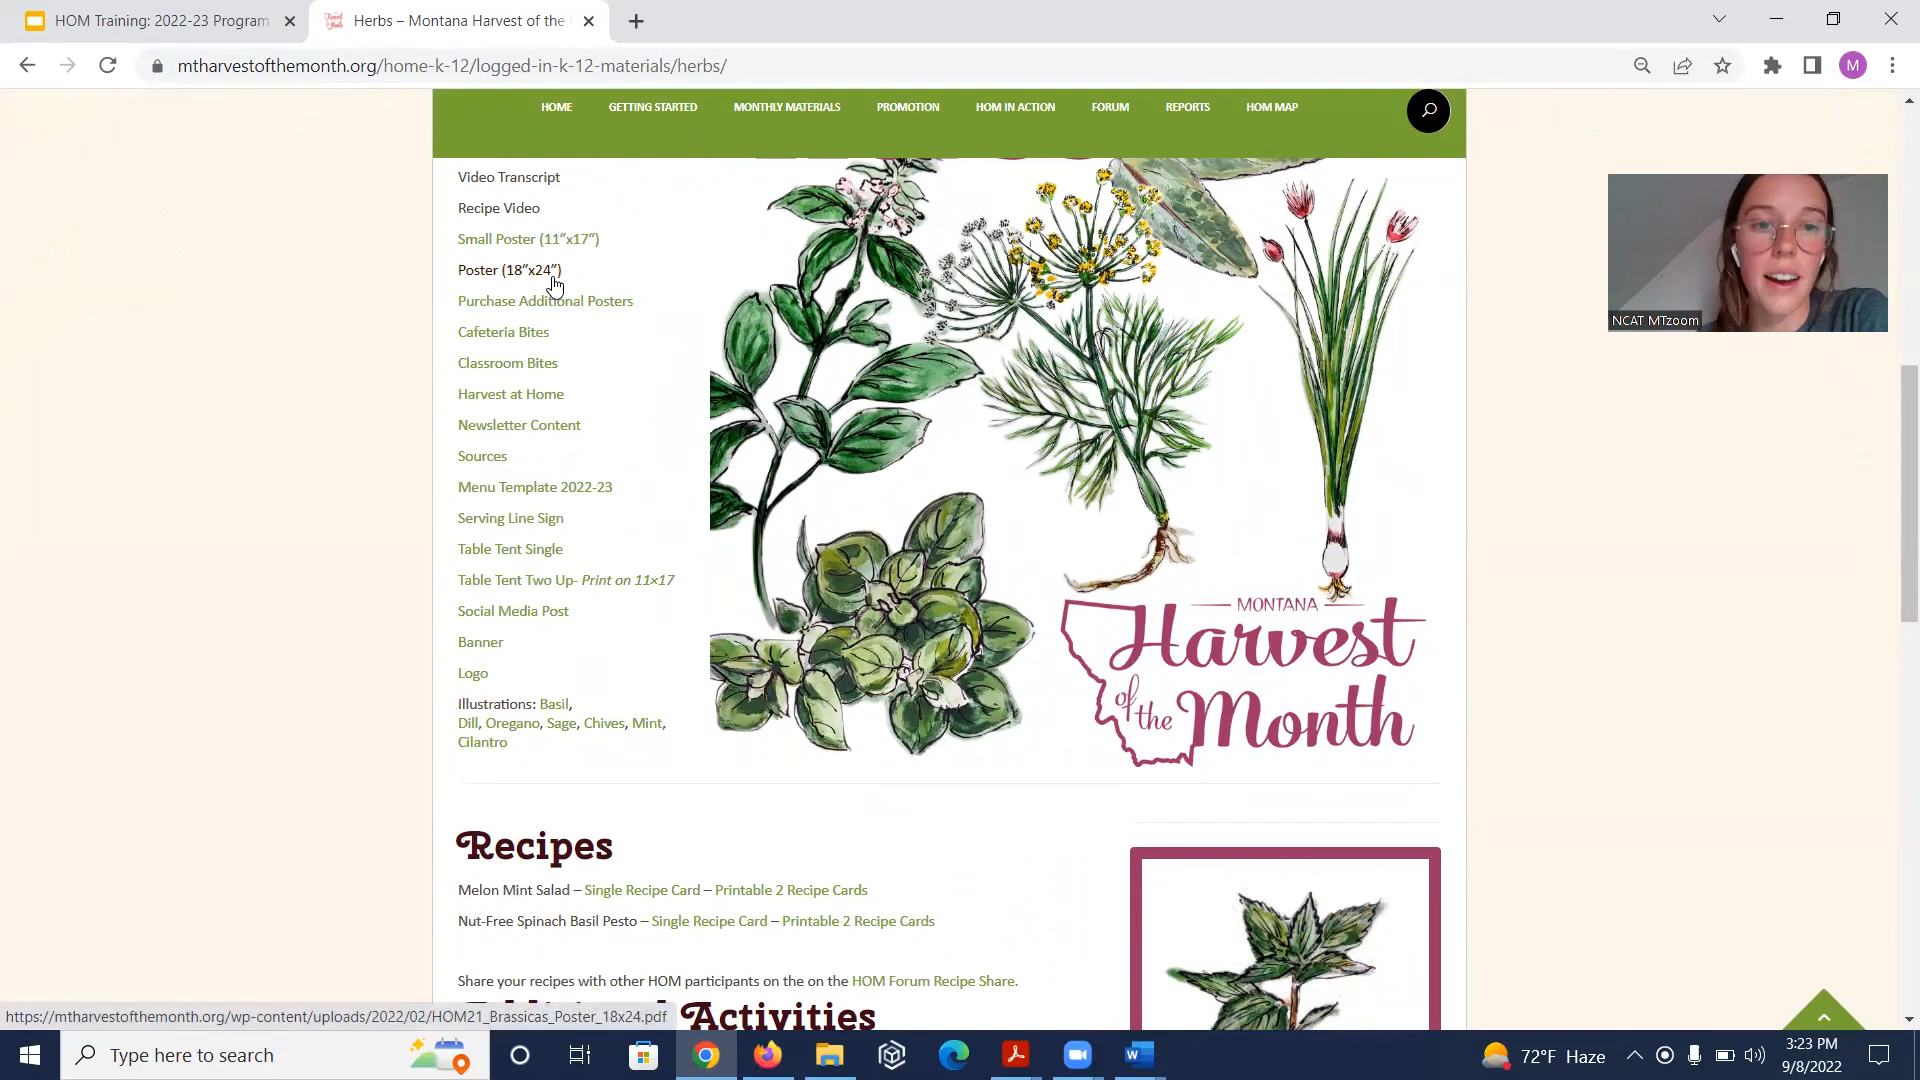 HOM Training: 2022-23 Program
Herbs – Montana Harvest of the
mtharvestofthemonth.org/home-k-12/logged-in-k-12-materials/herbs/
M
HOME GETTING STARTED MONTHLY MATERIALS PROMOTION HOM IN ACTION FORUM REPORTS HOM MAP
Video Transcript
Recipe Video
Small Poster (11”x17”)
Poster (18”x24”)
Purchase Additional Posters
Cafeteria Bites
Classroom Bites
Harvest at Home
Newsletter Content
Sources
Menu Template 2022-23
Serving Line Sign
Table Tent Single
Table Tent Two Up- Print on 11×17
Social Media Post
Banner
Logo
Illustrations: Basil,
Dill, Oregano, Sage, Chives, Mint,
Cilantro
MONTANA
Harvest
of the
Month
NCAT MTzoom
Recipes
Melon Mint Salad – Single Recipe Card – Printable 2 Recipe Cards
Nut-Free Spinach Basil Pesto – Single Recipe Card – Printable 2 Recipe Cards
Share your recipes with other HOM participants on the on the HOM Forum Recipe Share.
Activities
https://mtharvestofthemonth.org/wp-content/uploads/2022/02/HOM21_Brassicas_Poster_18x24.pdf
Type here to search
72°F Haze
3:23 PM
9/8/2022